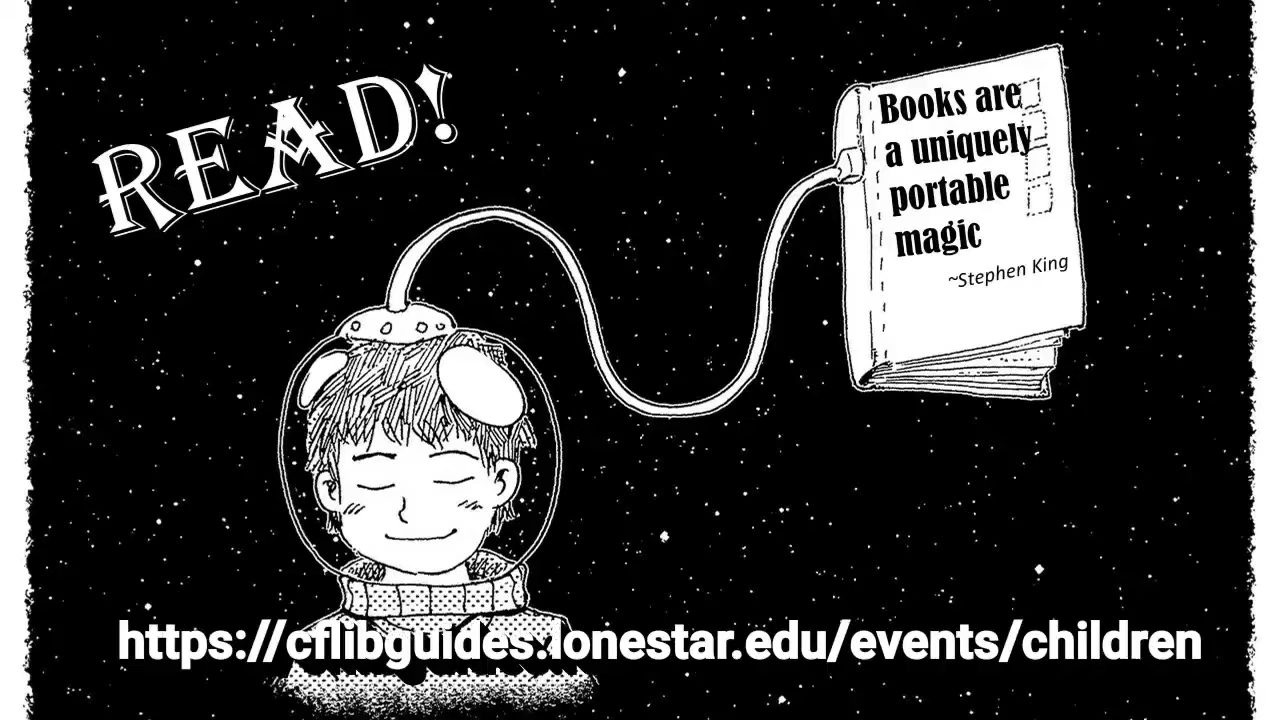 READ!
Books are
a uniquely
portable
magic
~Stephen King
https://cflibguides.lonestar.edu/events/children